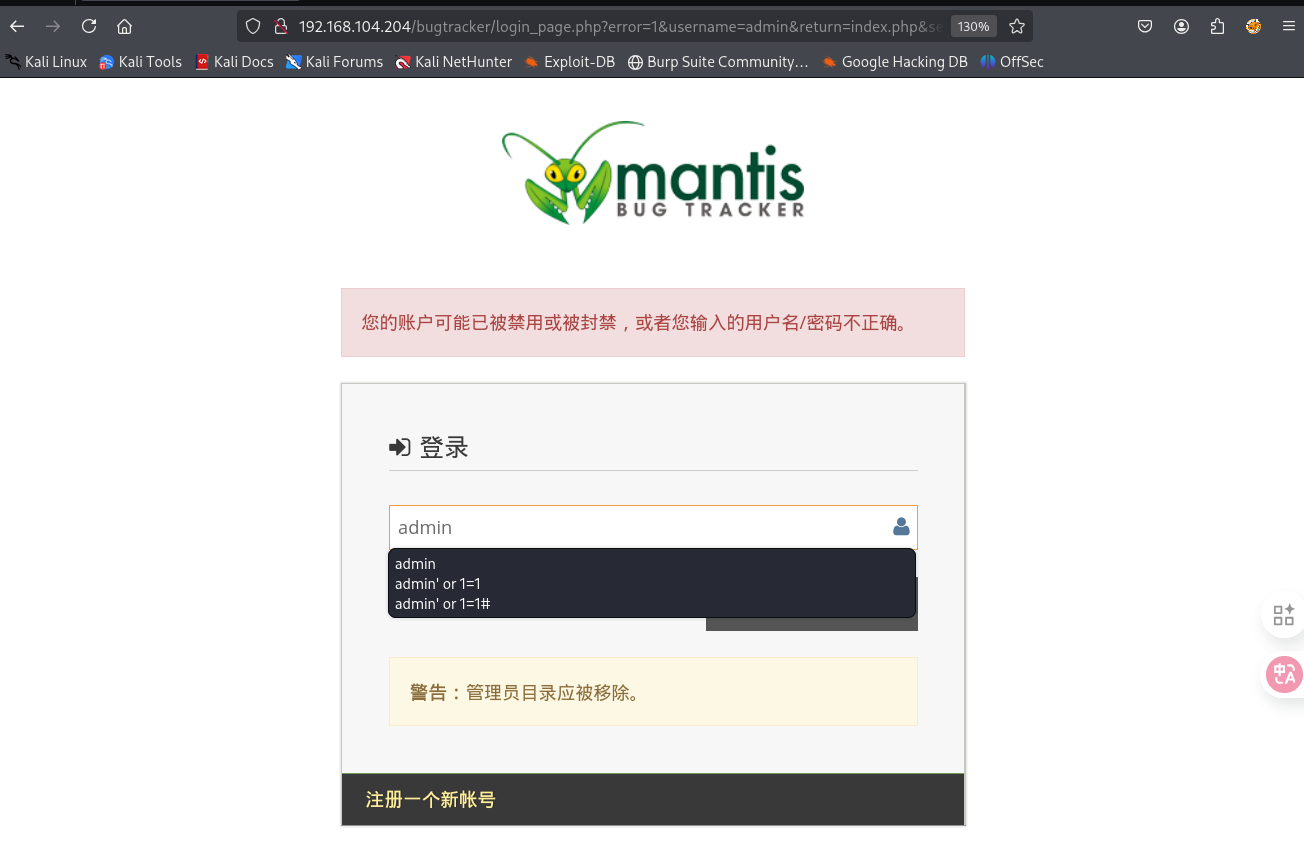 192.168.104.204/bugtracker/login_page.php?error=1&username=admin&return=index.php&se
130%
Kali Linux Kali Tools Kali Docs Kali Forums Kali NetHunter Exploit-DB Burp Suite Community… Google Hacking DB OffSec
mantis
BUG TRACKER
您的账户可能已被禁用或被封禁，或者您输入的用户名/密码不正确。
登录
admin
admin
admin' or 1=1
admin' or 1=1#
警告：管理员目录应被移除。
注册一个新帐号
中A